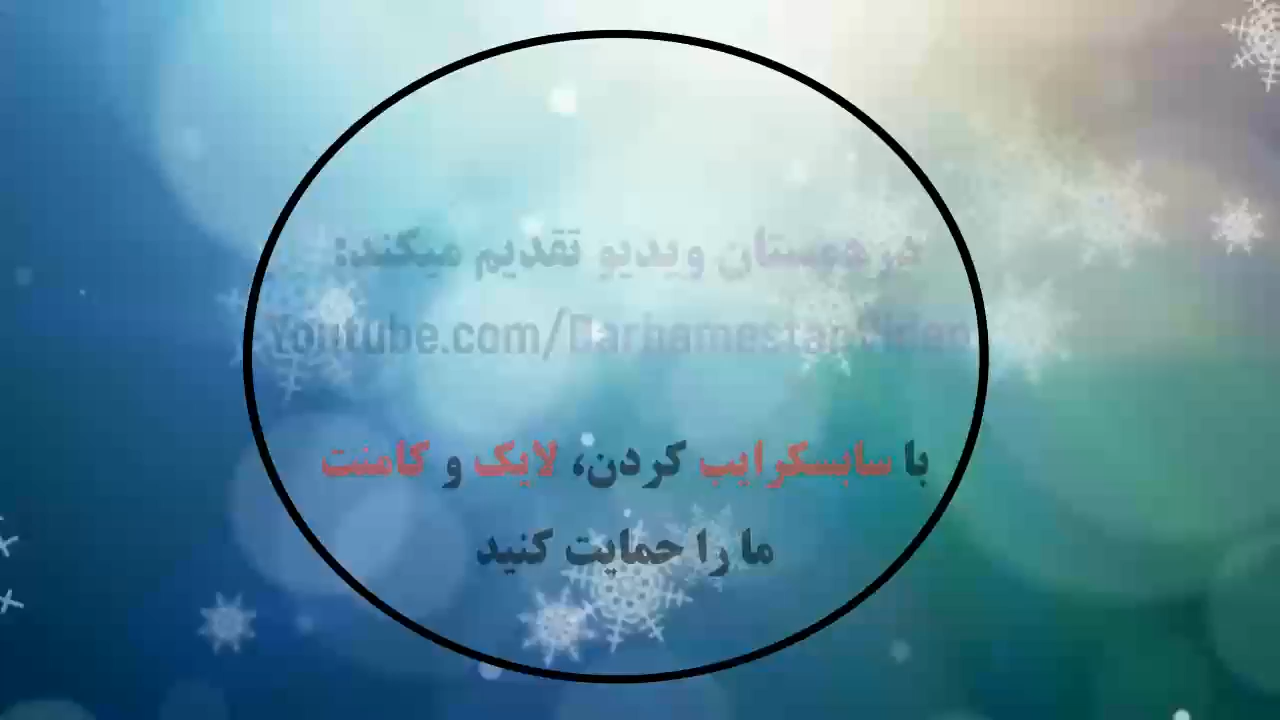 درهمستان ویدیو تقدیم میکند:
Youtube.com/DarhamestanVideo
با سابسکرایب کردن، لایک و کامنت
ما را حمایت کنید